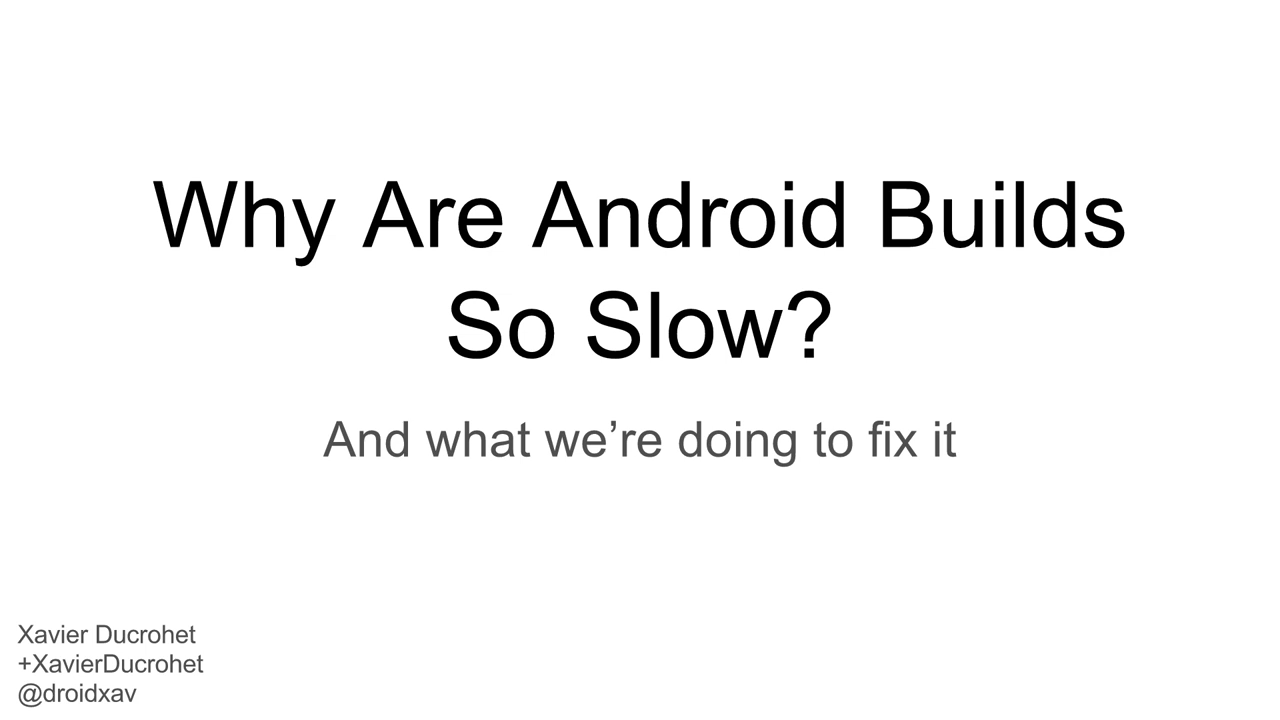 Why Are Android Builds
So Slow?
And what we’re doing to fix it
Xavier Ducrohet
+XavierDucrohet
@droidxav